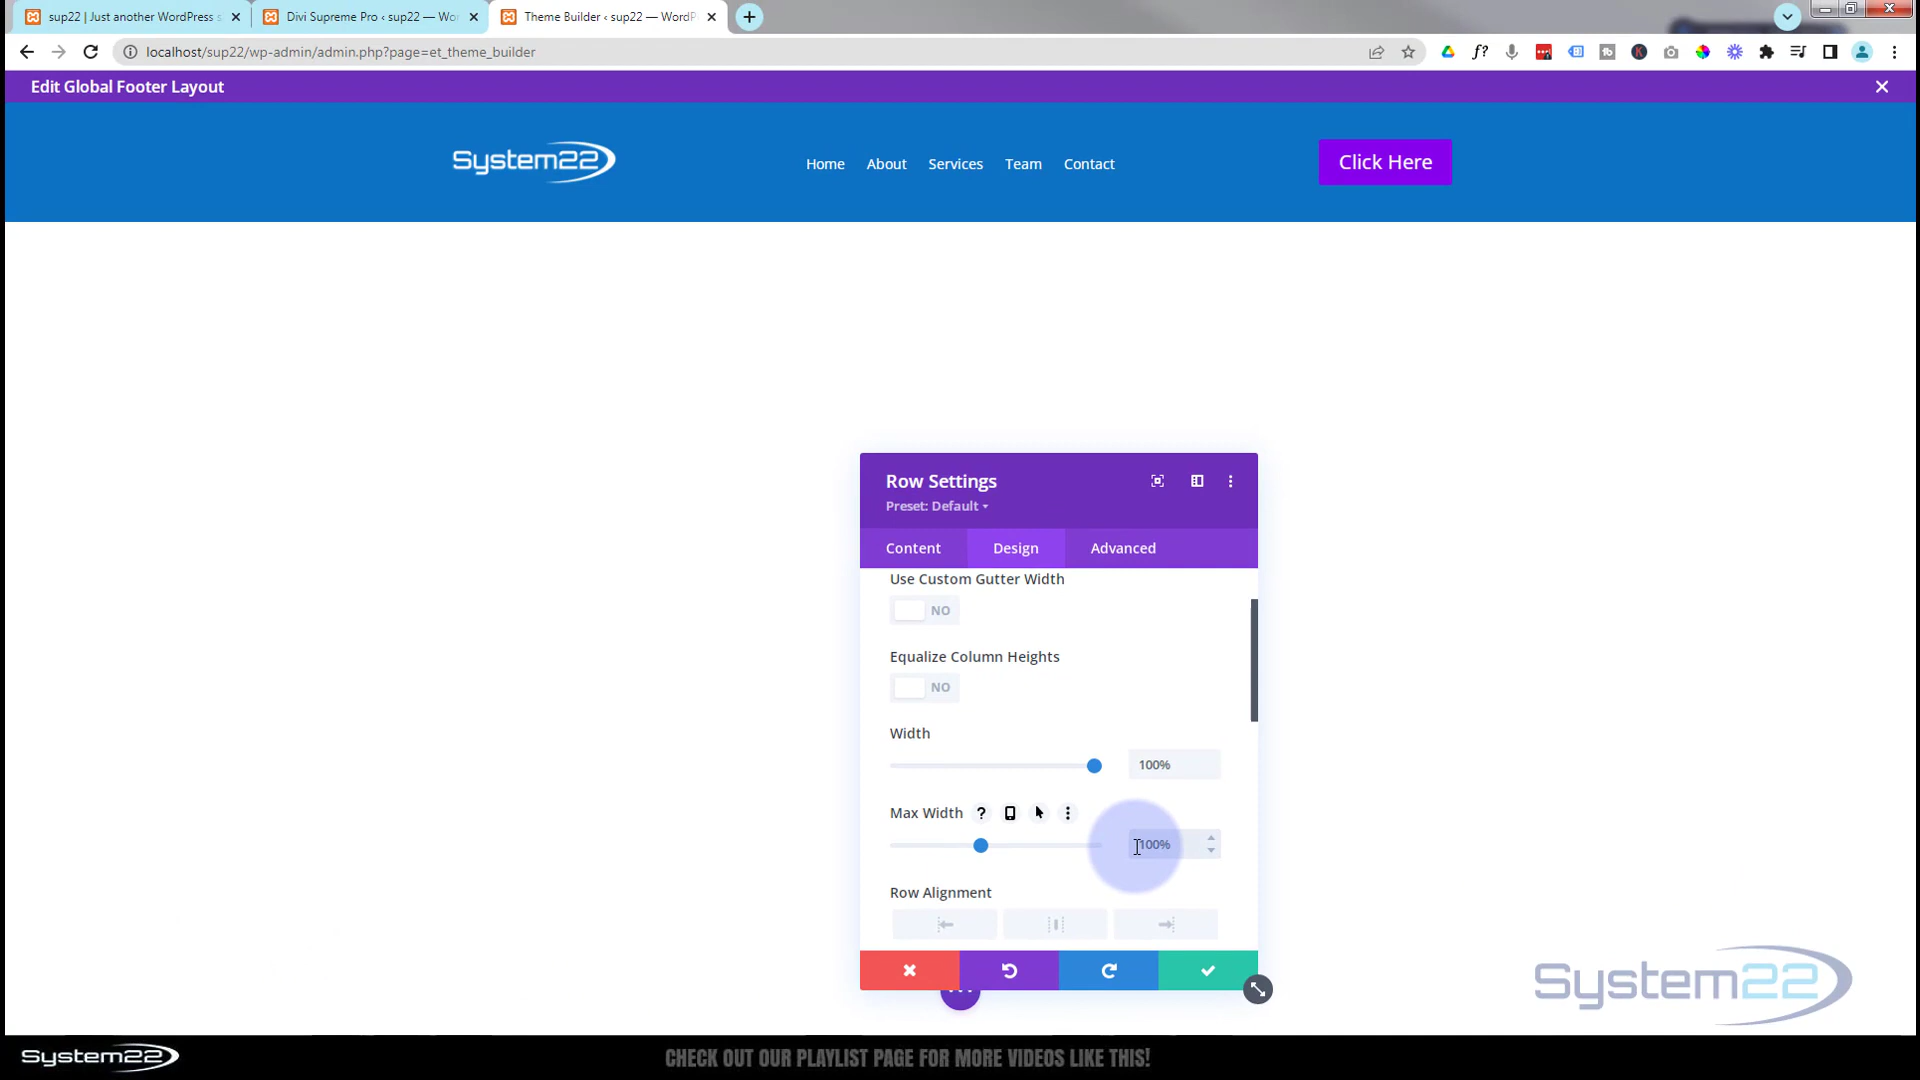 sup22 | Just another WordPress s
Divi Supreme Pro ‹ sup22 — Wor
Theme Builder ‹ sup22 — WordP
localhost/sup22/wp-admin/admin.php?page=et_theme_builder
Edit Global Footer Layout
System22
Home About Services Team Contact
Click Here
Row Settings
Preset: Default
Content Design Advanced
Use Custom Gutter Width
NO
Equalize Column Heights
NO
Width
100%
Max Width
100%
Row Alignment
System22
System22
CHECK OUT OUR PLAYLIST PAGE FOR MORE VIDEOS LIKE THIS!